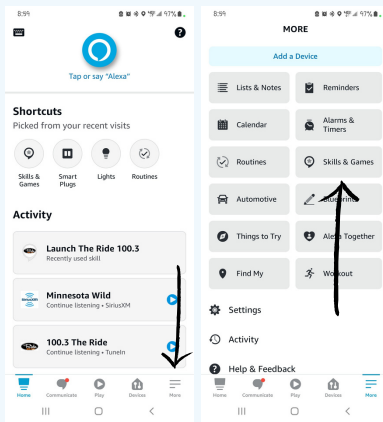 8:59
97%
Tap or say "Alexa"
Shortcuts
Picked from your recent visits
Skills & Games
Smart Plugs
Lights
Routines
Activity
Launch The Ride 100.3
Recently used skill
Minnesota Wild
Continue listening • SiriusXM
100.3 The Ride
Continue listening • TuneIn
Home
Communicate
Play
Devices
More
8:59
97%
MORE
Add a Device
Lists & Notes
Reminders
Calendar
Alarms &
Timers
Routines
Skills & Games
Automotive
Blueprints
Things to Try
Alexa Together
Find My
Workout
Settings
Activity
Help & Feedback
Home
Communicate
Play
Devices
More